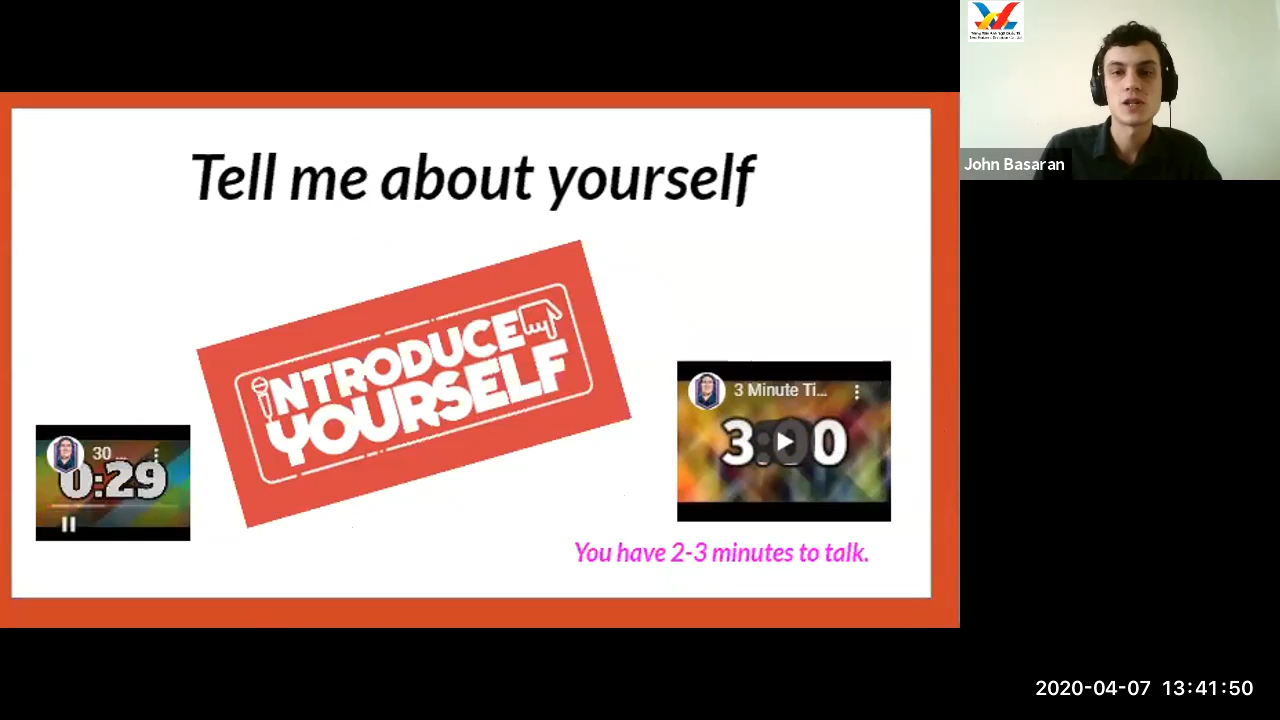 Tell me about yourself
INTRODUCE
YOURSELF
30 ...
0:29
3 Minute Ti...
3:00
You have 2-3 minutes to talk.
John Basaran
2020-04-07 13:41:50